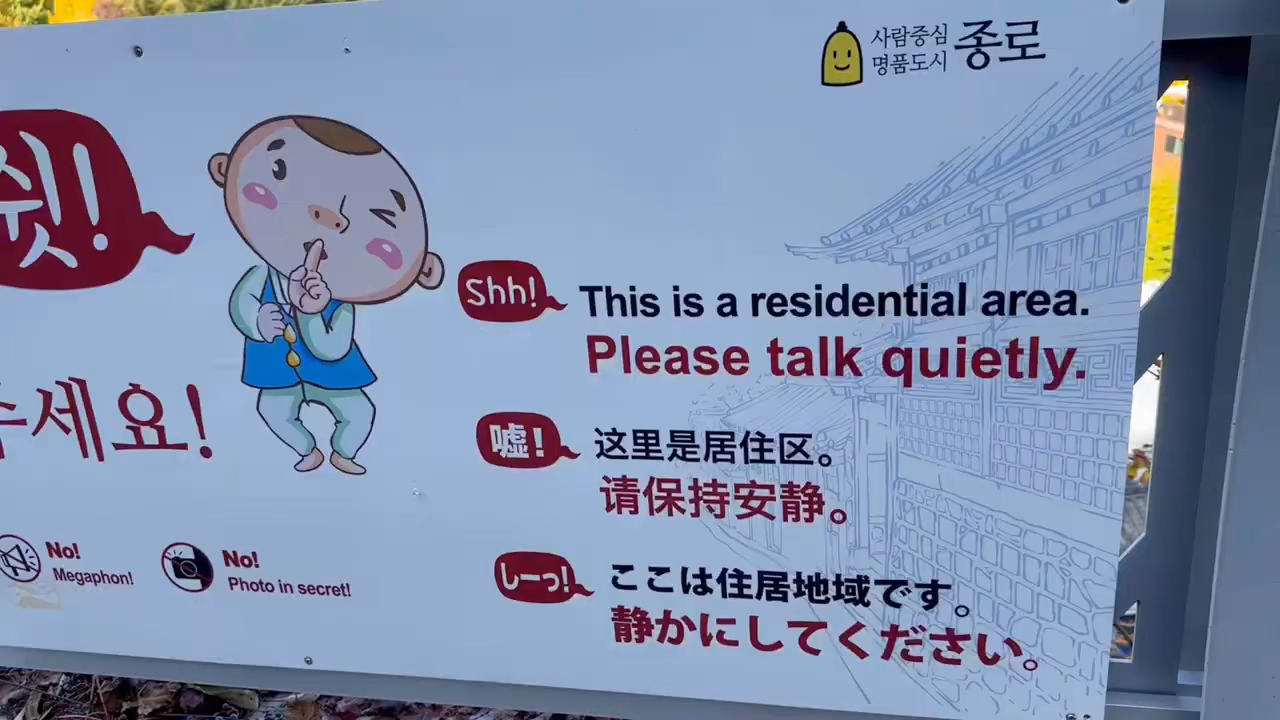 사람중심
명품도시
종로
쉿!
Shh!
This is a residential area.
Please talk quietly.
세요!
嘘!
这里是居住区。
请保持安静。
No!
Megaphon!
No!
Photo in secret!
しーっ!
ここは住居地域です。
静かにしてください。